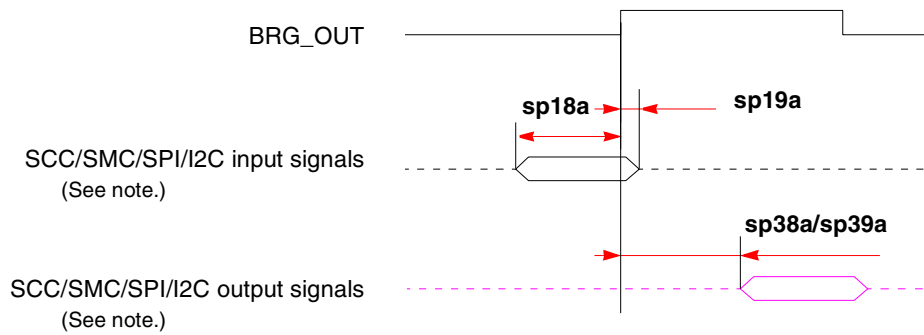 BRG_OUT
sp18a
sp19a
SCC/SMC/SPI/I2C input signals
(See note.)
sp38a/sp39a
SCC/SMC/SPI/I2C output signals
(See note.)